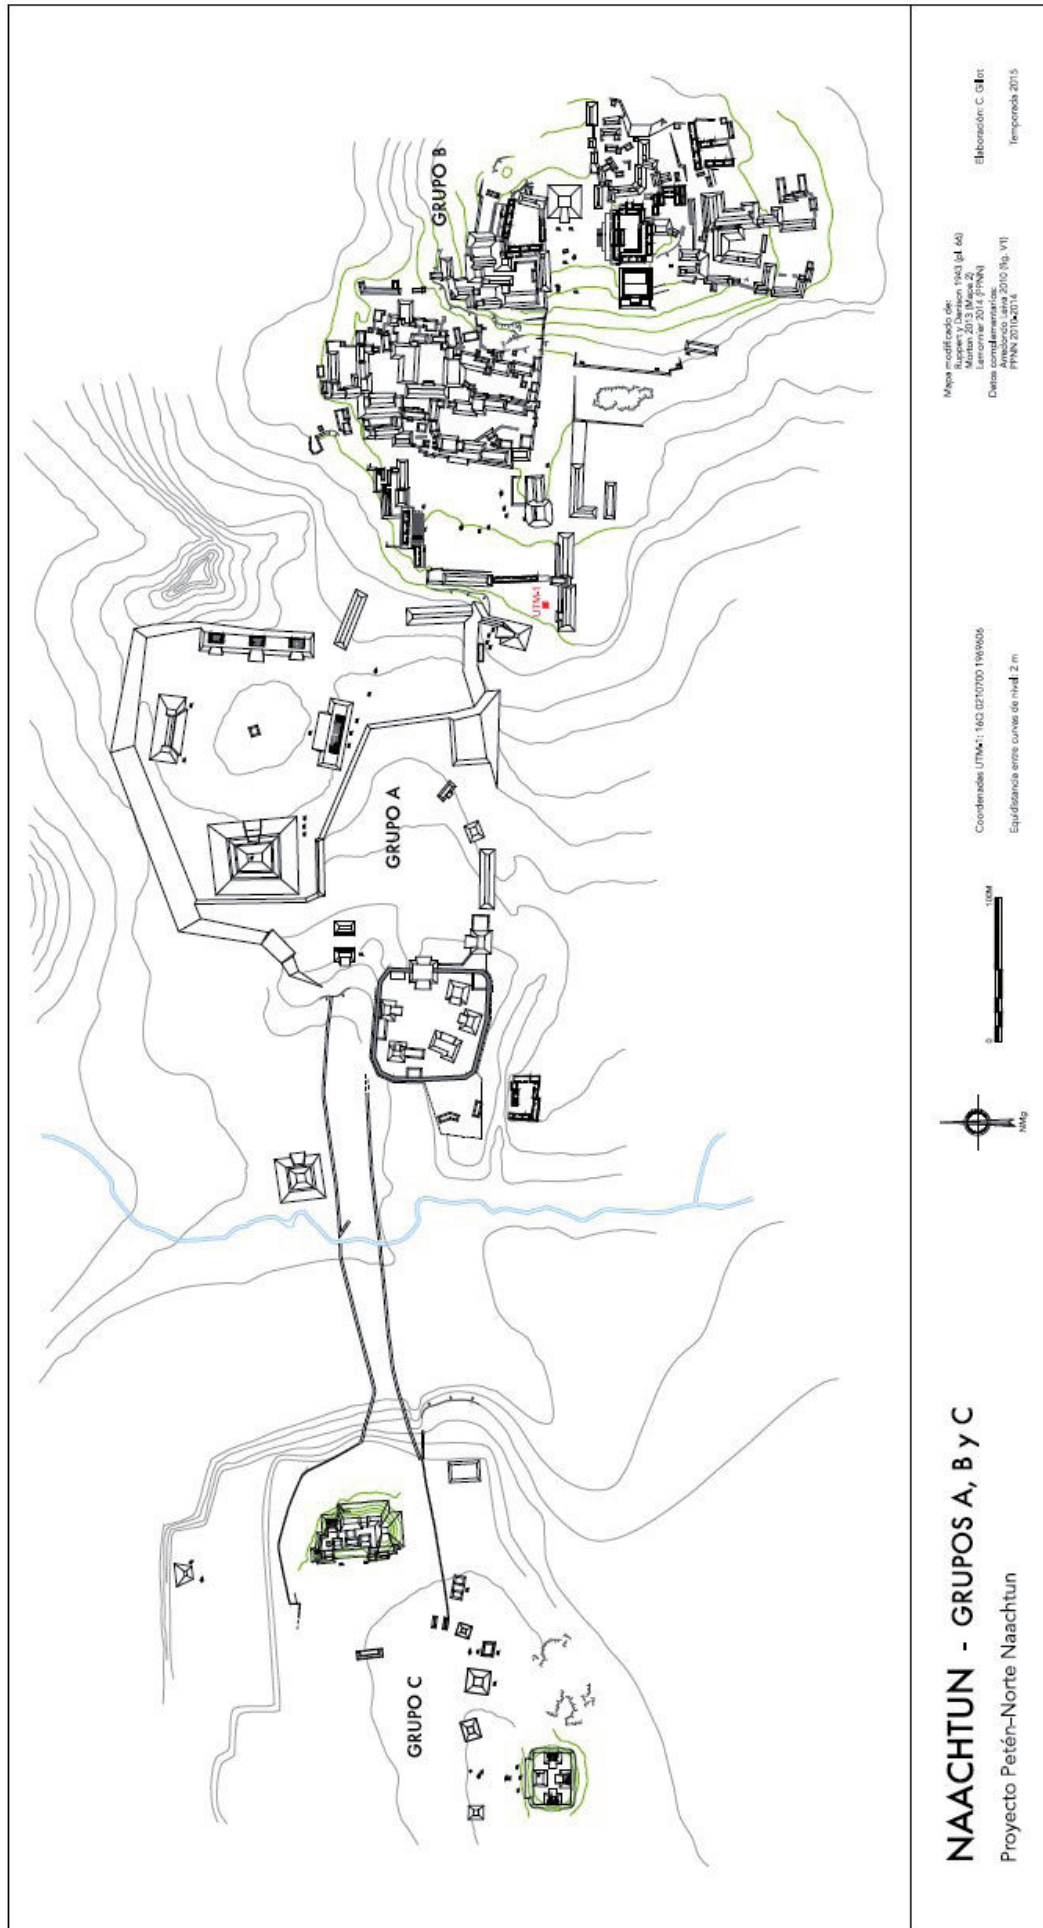 GRUPO C
GRUPO A
GRUPO B
UTM-1
NAACHTUN - GRUPOS A, B y C
Proyecto Petén-Norte Naachtun
NMg
0
100M
Coordenadas UTM-1: 16Q 0210700 1969606
Equidistancia entre curvas de nivel: 2 m
Mapa modificado de:
Ruppert y Denison 1943 (pl. 66)
Morton 2013 (Mapa 2)
Lemonnier 2014 (PPNN)
Datos complementarios:
Arredondo Leiva 2010 (fig. V1)
PPNN 2010-2014
Elaboración: C. Gillot
Temporada 2015